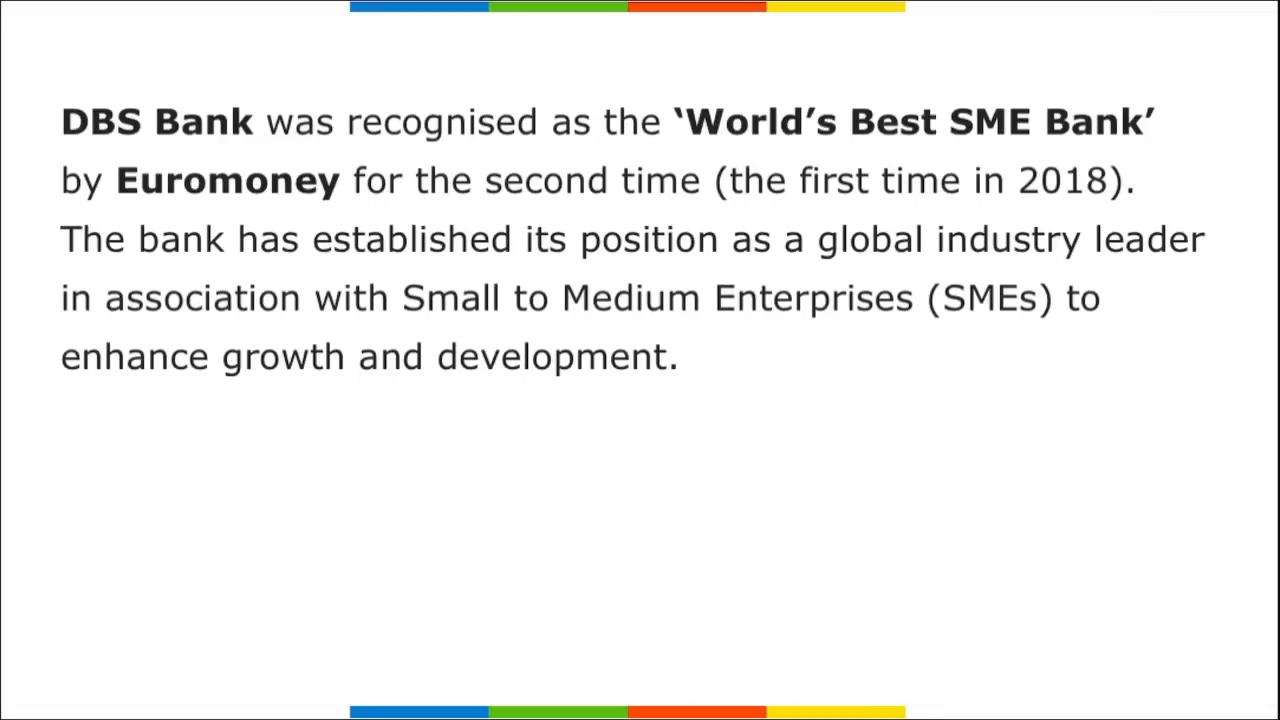 DBS Bank was recognised as the ‘World’s Best SME Bank’
by Euromoney for the second time (the first time in 2018).
The bank has established its position as a global industry leader
in association with Small to Medium Enterprises (SMEs) to
enhance growth and development.